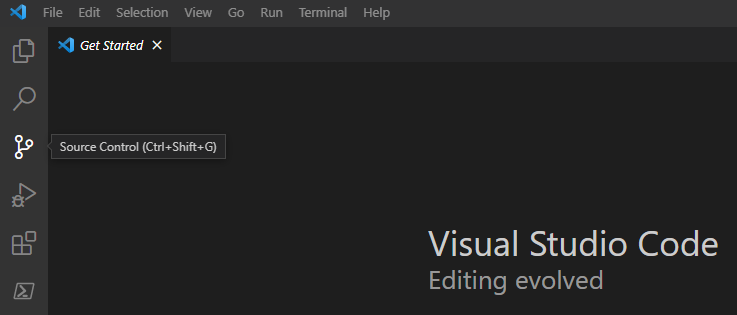 File Edit Selection View Go Run Terminal Help
Get Started
Source Control (Ctrl+Shift+G)
Visual Studio Code
Editing evolved